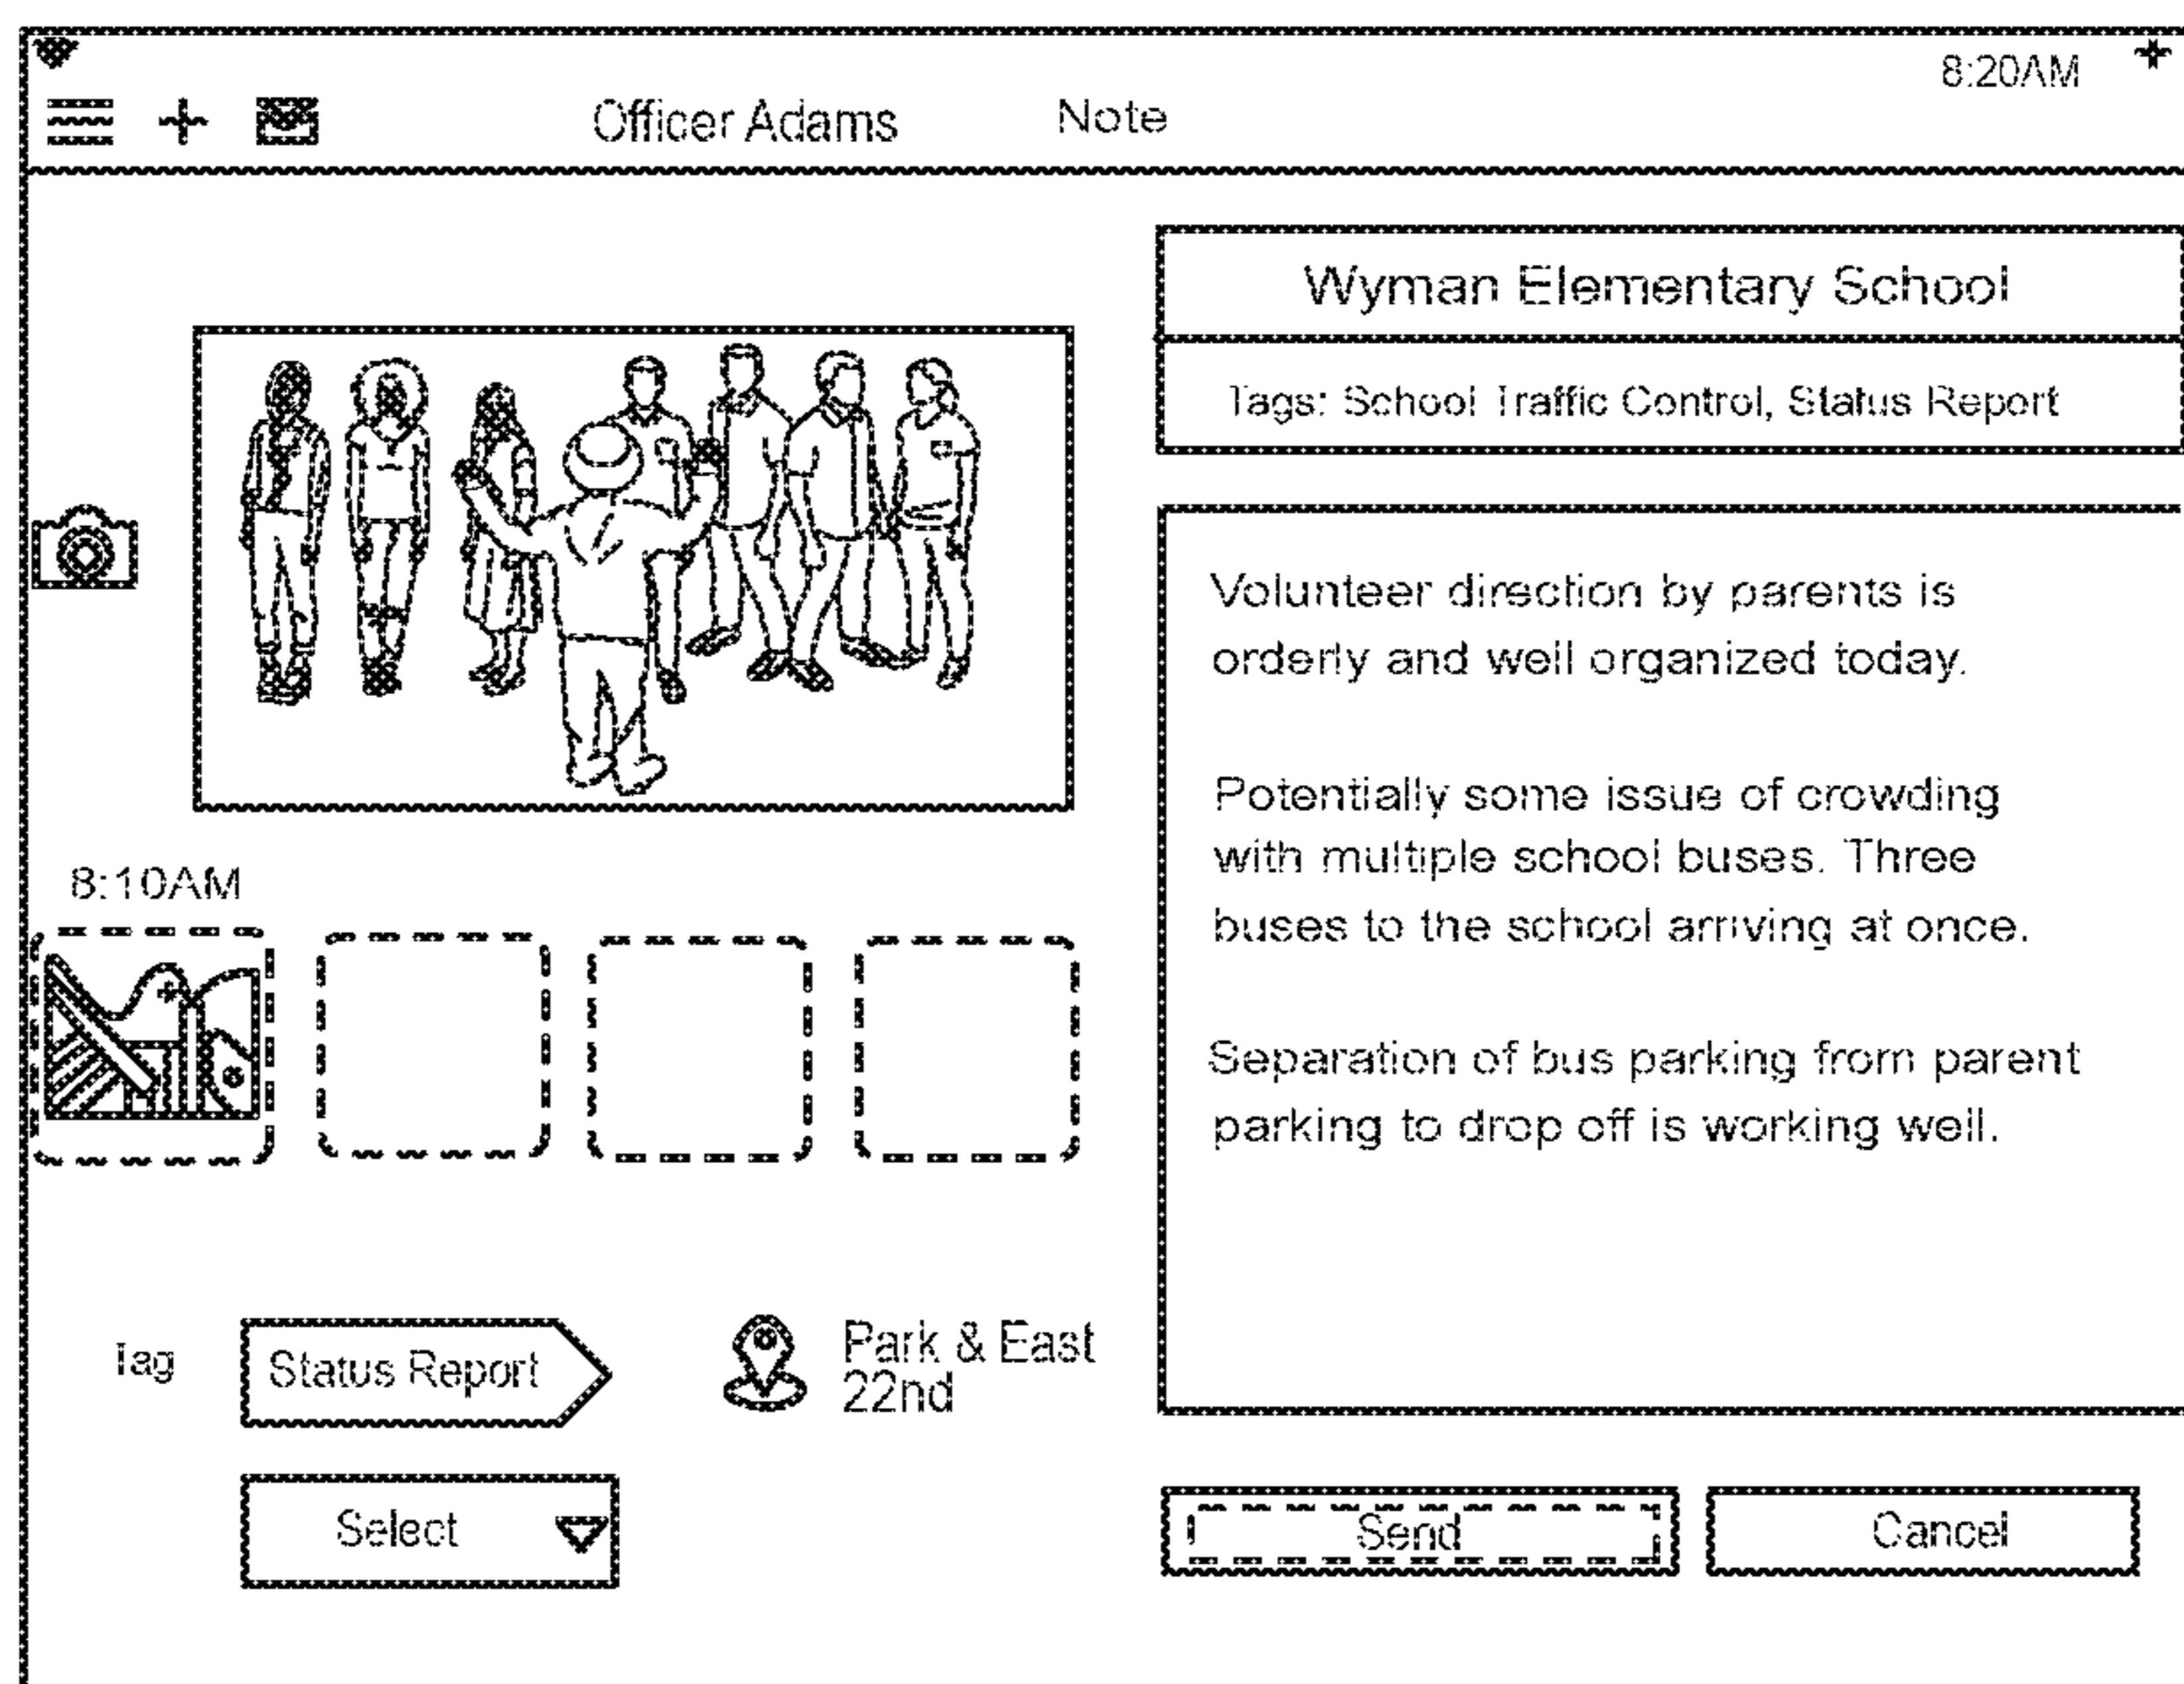 8:20AM
Officer Adams Note
Wyman Elementary School
Tags: School Traffic Control, Status Report
Volunteer direction by parents is
orderly and well organized today.
Potentially some issue of crowding
with multiple school buses. Three
buses to the school arriving at once.
Separation of bus parking from parent
parking to drop off is working well.
8:10AM
Tag
Status Report
Park & East
22nd
Select
Send
Cancel